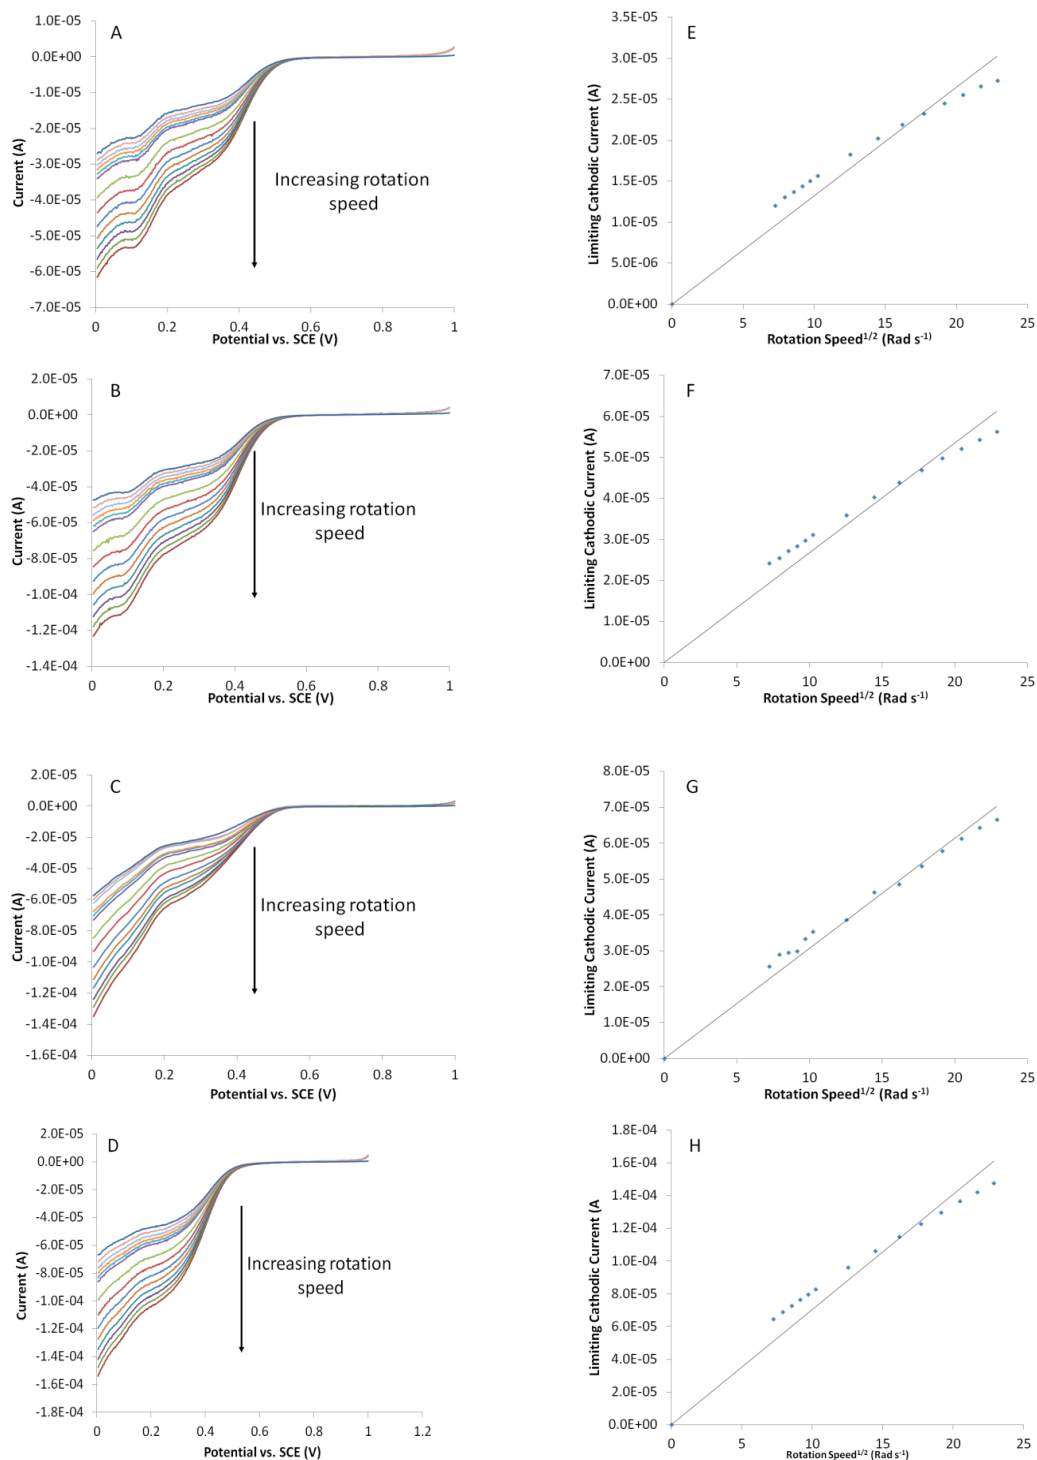 A
1.0E-05
0.0E+00
-1.0E-05
-2.0E-05
-3.0E-05
-4.0E-05
-5.0E-05
-6.0E-05
-7.0E-05
Current (A)
Increasing rotation
speed
0 0.2 0.4 0.6 0.8 1
Potential vs. SCE (V)
E
3.5E-05
3.0E-05
2.5E-05
2.0E-05
1.5E-05
1.0E-05
5.0E-06
0.0E+00
Limiting Cathodic Current (A)
0 5 10 15 20 25
Rotation Speed1/2 (Rad s-1)
B
2.0E-05
0.0E+00
-2.0E-05
-4.0E-05
-6.0E-05
-8.0E-05
-1.0E-04
-1.2E-04
-1.4E-04
Current (A)
Increasing rotation
speed
0 0.2 0.4 0.6 0.8 1
Potential vs. SCE (V)
F
7.0E-05
6.0E-05
5.0E-05
4.0E-05
3.0E-05
2.0E-05
1.0E-05
0.0E+00
Limiting Cathodic Current (A)
0 5 10 15 20 25
Rotation Speed1/2 (Rad s-1)
C
2.0E-05
0.0E+00
-2.0E-05
-4.0E-05
-6.0E-05
-8.0E-05
-1.0E-04
-1.2E-04
-1.4E-04
-1.6E-04
Current (A)
Increasing rotation
speed
0 0.2 0.4 0.6 0.8 1
Potential vs. SCE (V)
G
8.0E-05
7.0E-05
6.0E-05
5.0E-05
4.0E-05
3.0E-05
2.0E-05
1.0E-05
0.0E+00
Limiting Cathodic Current (A)
0 5 10 15 20 25
Rotation Speed1/2 (Rad s-1)
D
2.0E-05
0.0E+00
-2.0E-05
-4.0E-05
-6.0E-05
-8.0E-05
-1.0E-04
-1.2E-04
-1.4E-04
-1.6E-04
-1.8E-04
Current (A)
Increasing rotation
speed
0 0.2 0.4 0.6 0.8 1 1.2
Potential vs. SCE (V)
H
1.8E-04
1.6E-04
1.4E-04
1.2E-04
1.0E-04
8.0E-05
6.0E-05
4.0E-05
2.0E-05
0.0E+00
Limiting Cathodic Current (A
0 5 10 15 20 25
Rotation Speed1/2 (Rad s-1)